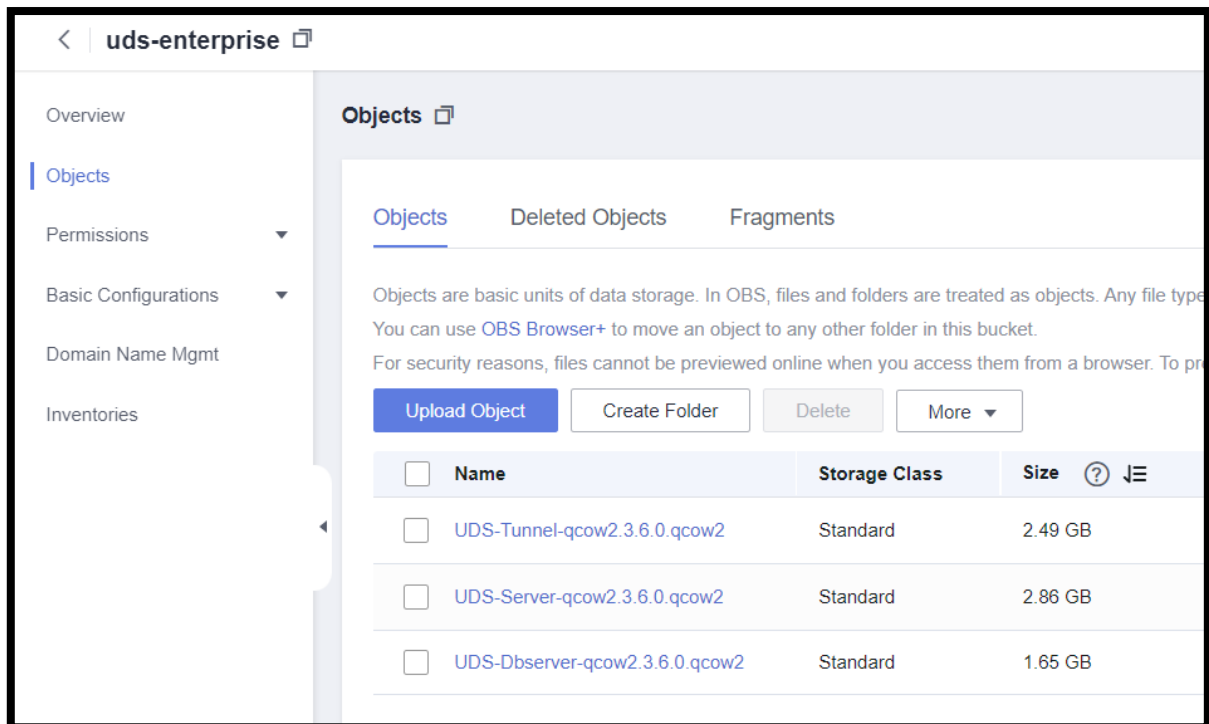 uds-enterprise
Overview
Objects
Permissions
Basic Configurations
Domain Name Mgmt
Inventories
Objects
Objects Deleted Objects Fragments
Objects are basic units of data storage. In OBS, files and folders are treated as objects. Any file type
You can use OBS Browser+ to move an object to any other folder in this bucket.
For security reasons, files cannot be previewed online when you access them from a browser. To
Upload Object Create Folder Delete More
Name Storage Class Size ?
UDS-Tunnel-qcow2.3.6.0.qcow2 Standard 2.49 GB
UDS-Server-qcow2.3.6.0.qcow2 Standard 2.86 GB
UDS-Dbserver-qcow2.3.6.0.qcow2 Standard 1.65 GB